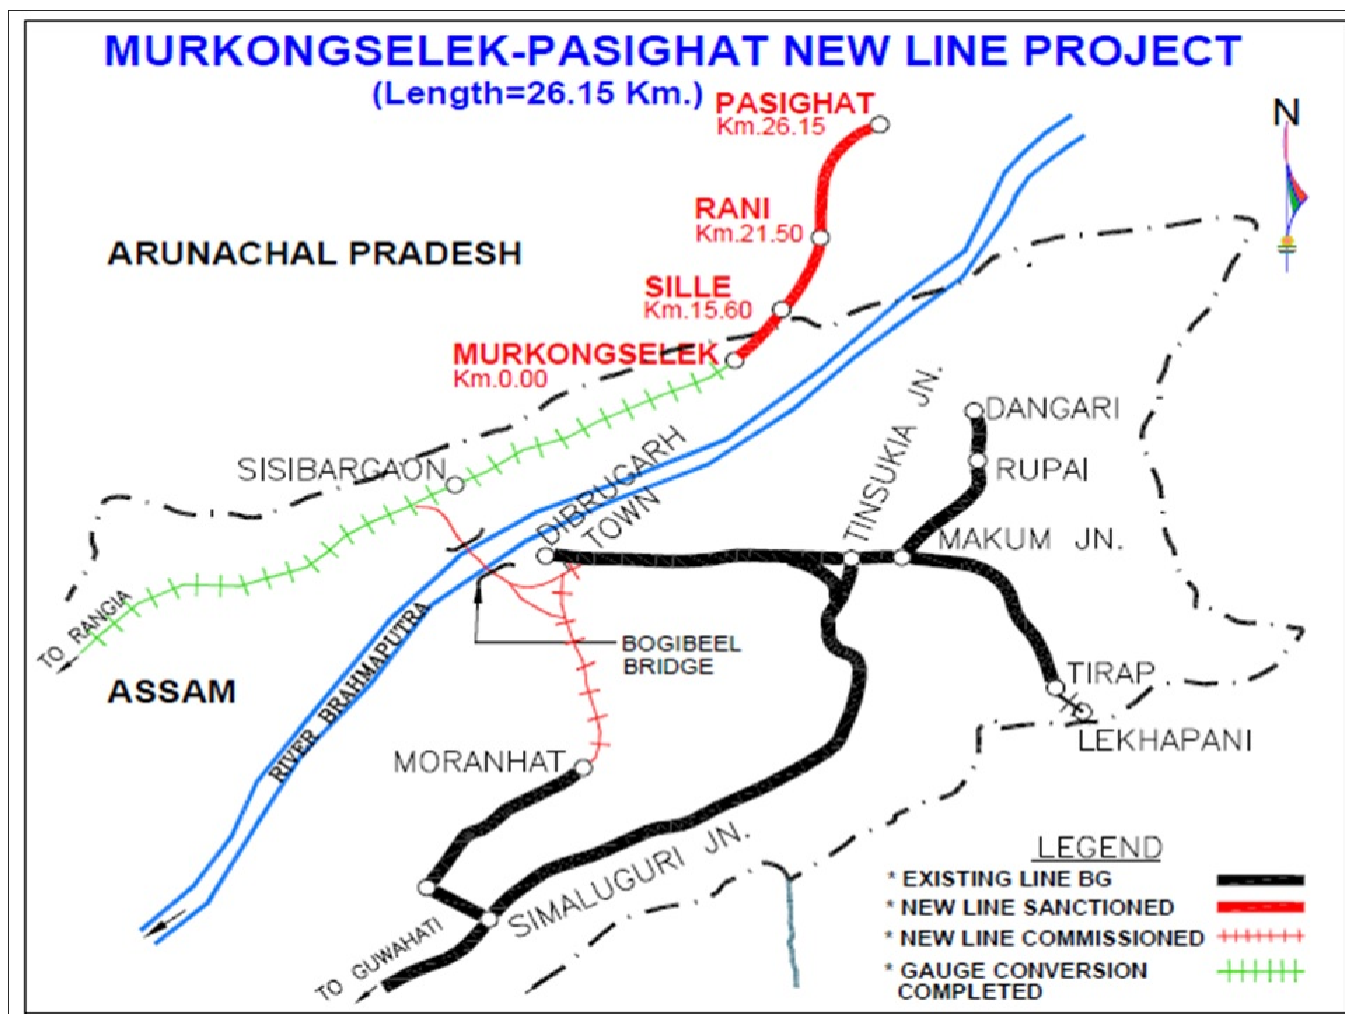 MURKONGSELEK-PASIGHAT NEW LINE PROJECT
(Length=26.15 Km.)
PASIGHAT
Km.26.15
N
RANI
Km.21.50
ARUNACHAL PRADESH
SILLE
Km.15.60
MURKONGSELEK
Km.0.00
DANGARI
SISIBARGAON
RUPAI
DIBRUGARH
TOWN
TINSUKIA JN.
MAKUM JN.
TO RANGIA
BOGIBEEL
BRIDGE
ASSAM
RIVER BRAHMAPUTRA
TIRAP
LEKHAPANI
MORANHAT
SIMALUGURI JN.
TO GUWAHATI
LEGEND
* EXISTING LINE BG
* NEW LINE SANCTIONED
* NEW LINE COMMISSIONED
* GAUGE CONVERSION
COMPLETED